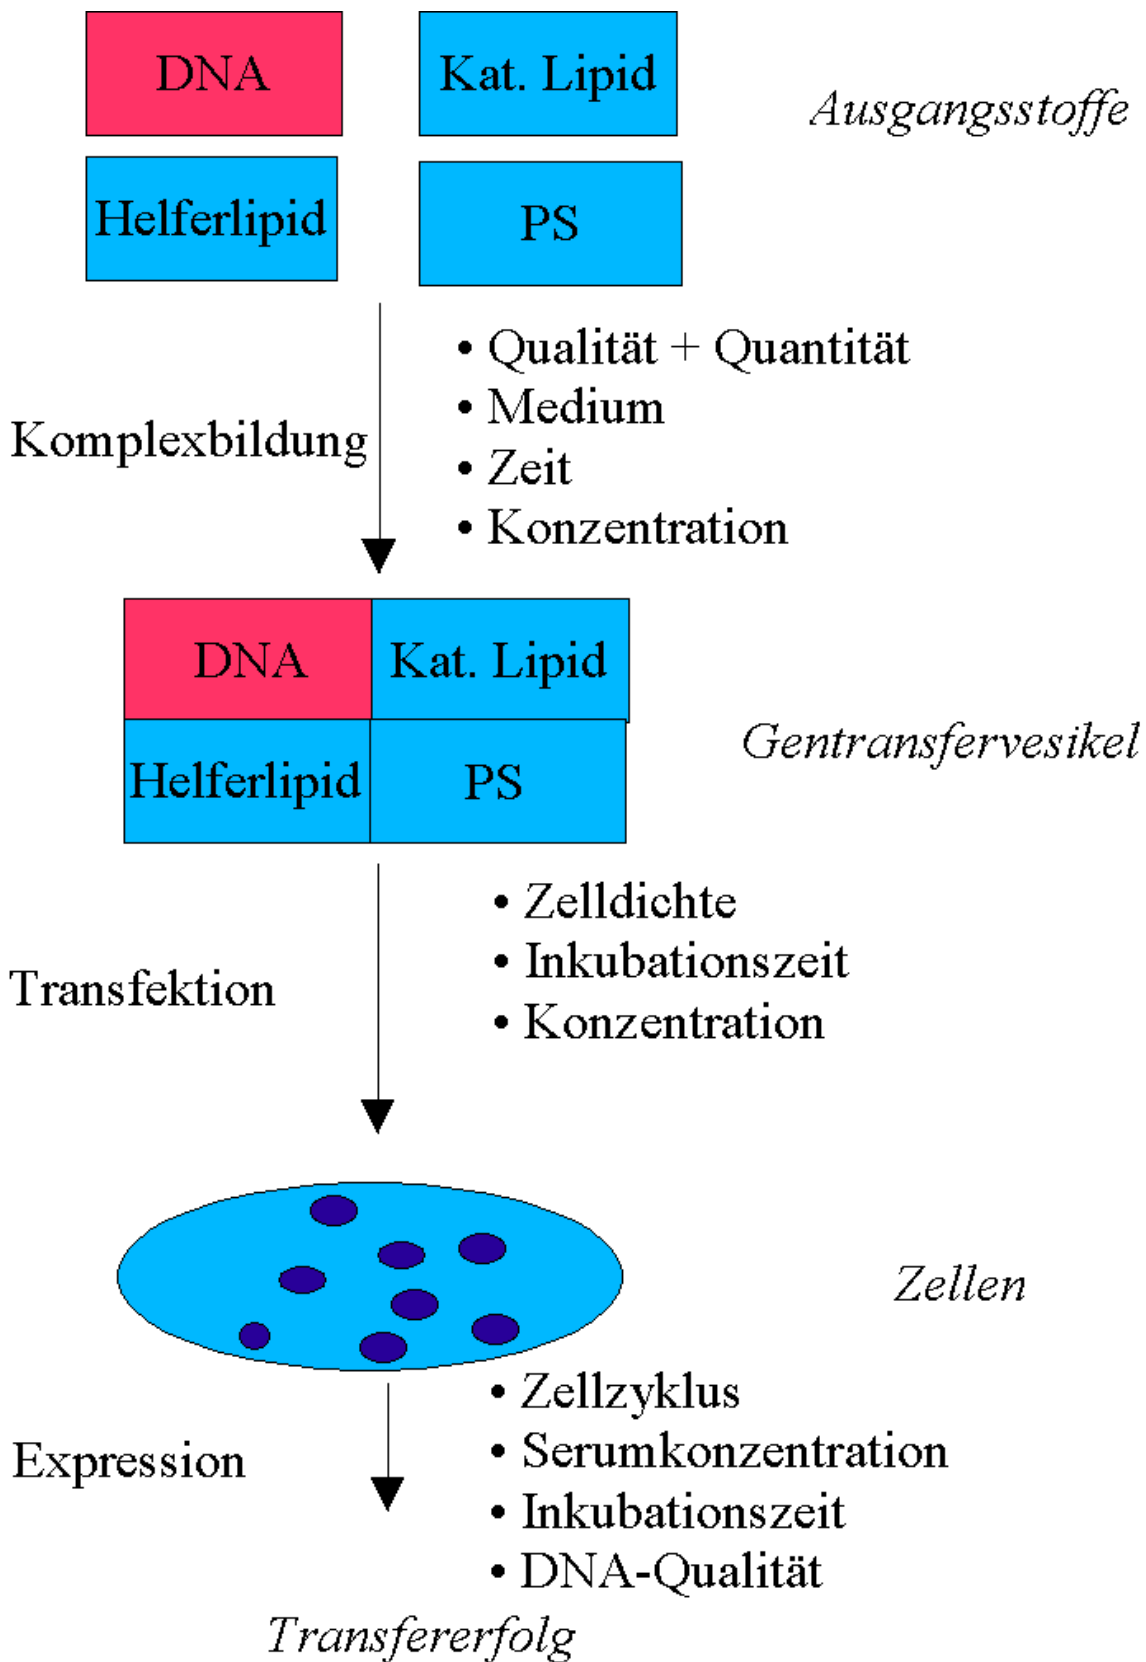 DNA
Kat. Lipid
Ausgangsstoffe
Helferlipid
PS
Komplexbildung
• Qualität + Quantität
• Medium
• Zeit
• Konzentration
DNA
Kat. Lipid
Helferlipid
PS
Gentransfervesikel
Transfektion
• Zelldichte
• Inkubationszeit
• Konzentration
Zellen
Expression
• Zellzyklus
• Serumkonzentration
• Inkubationszeit
• DNA-Qualität
Transfererfolg